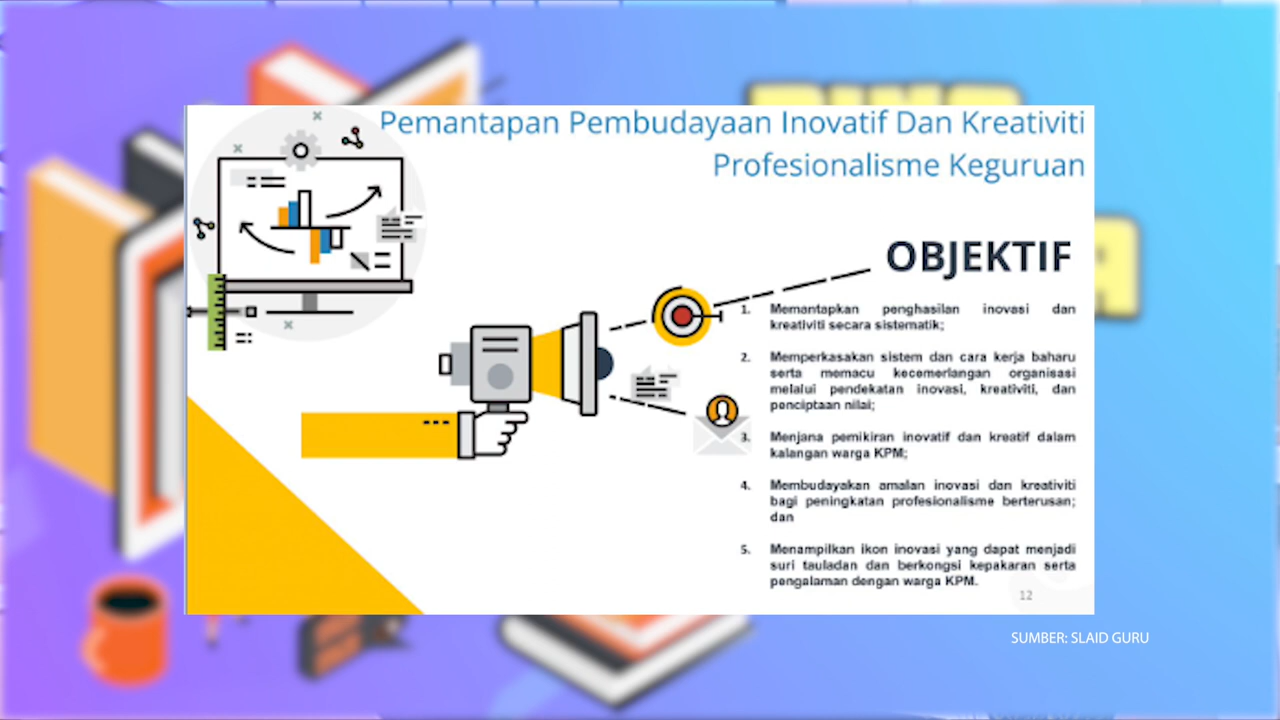 Pemantapan Pembudayaan Inovatif Dan Kreativiti
Profesionalisme Keguruan
OBJEKTIF
1. Memantapkan penghasilan inovasi dan
kreativiti secara sistematik;
2. Memperkasakan sistem dan cara kerja baharu
serta memacu kecemerlangan organisasi
melalui pendekatan inovasi, kreativiti, dan
penciptaan nilai;
3. Menjana pemikiran inovatif dan kreatif dalam
kalangan warga KPM;
4. Membudayakan amalan inovasi dan kreativiti
bagi peningkatan profesionalisme berterusan;
dan
5. Menampilkan ikon inovasi yang dapat menjadi
suri tauladan dan berkongsi kepakaran serta
pengalaman dengan warga KPM.
12
SUMBER: SLAID GURU